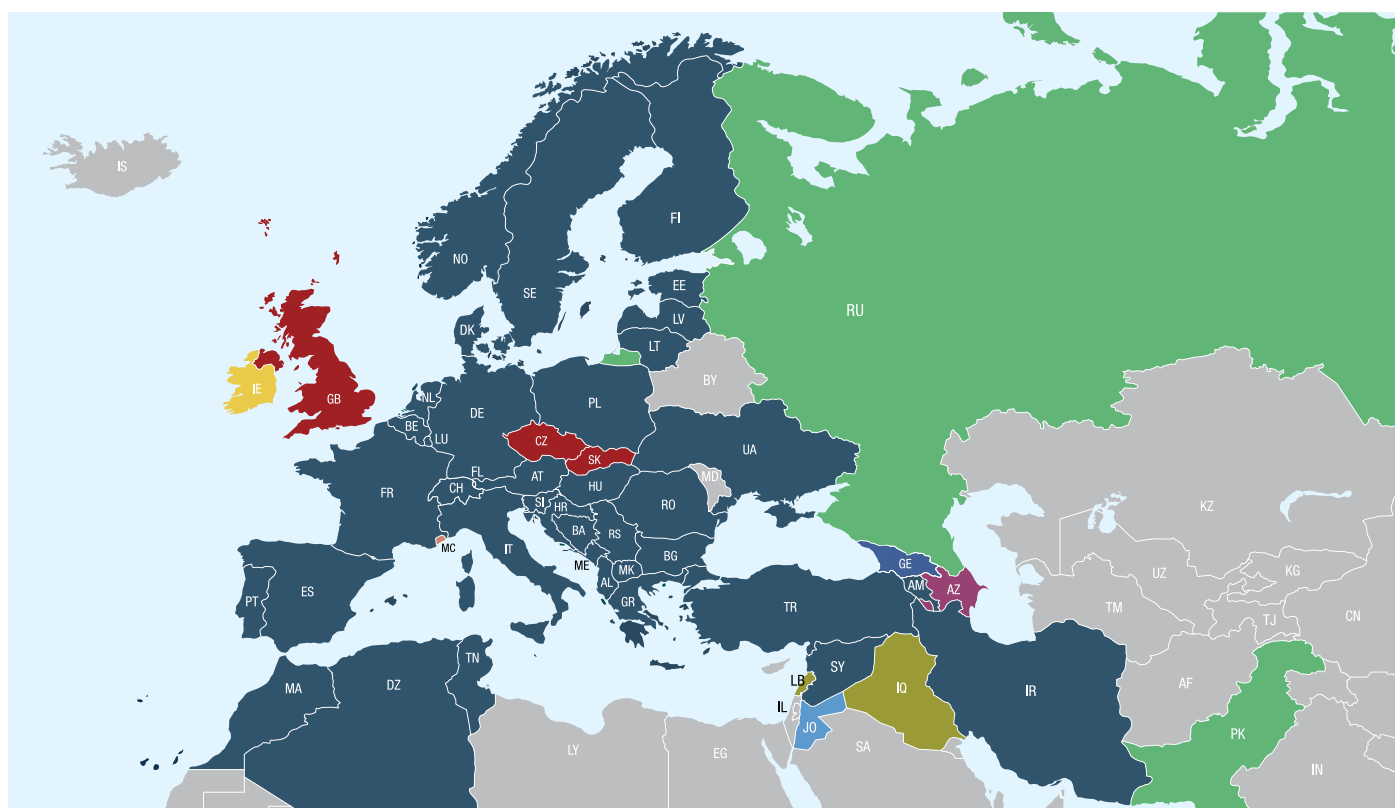 IS
FI
NO
SE
EE
RU
LV
DK
LT
BY
IE
GB
NL
PL
DE
BE
LU
CZ
UA
SK
FL
AT
MD
CH
HU
FR
SI
HR
RO
KZ
BA
RS
MC
IT
BG
ME
GE
MK
UZ
KG
AL
AM
AZ
ES
PT
GR
TR
TM
TJ
CN
TN
SY
MA
DZ
LB
IQ
IR
AF
IL
JO
PK
LY
EG
SA
IN